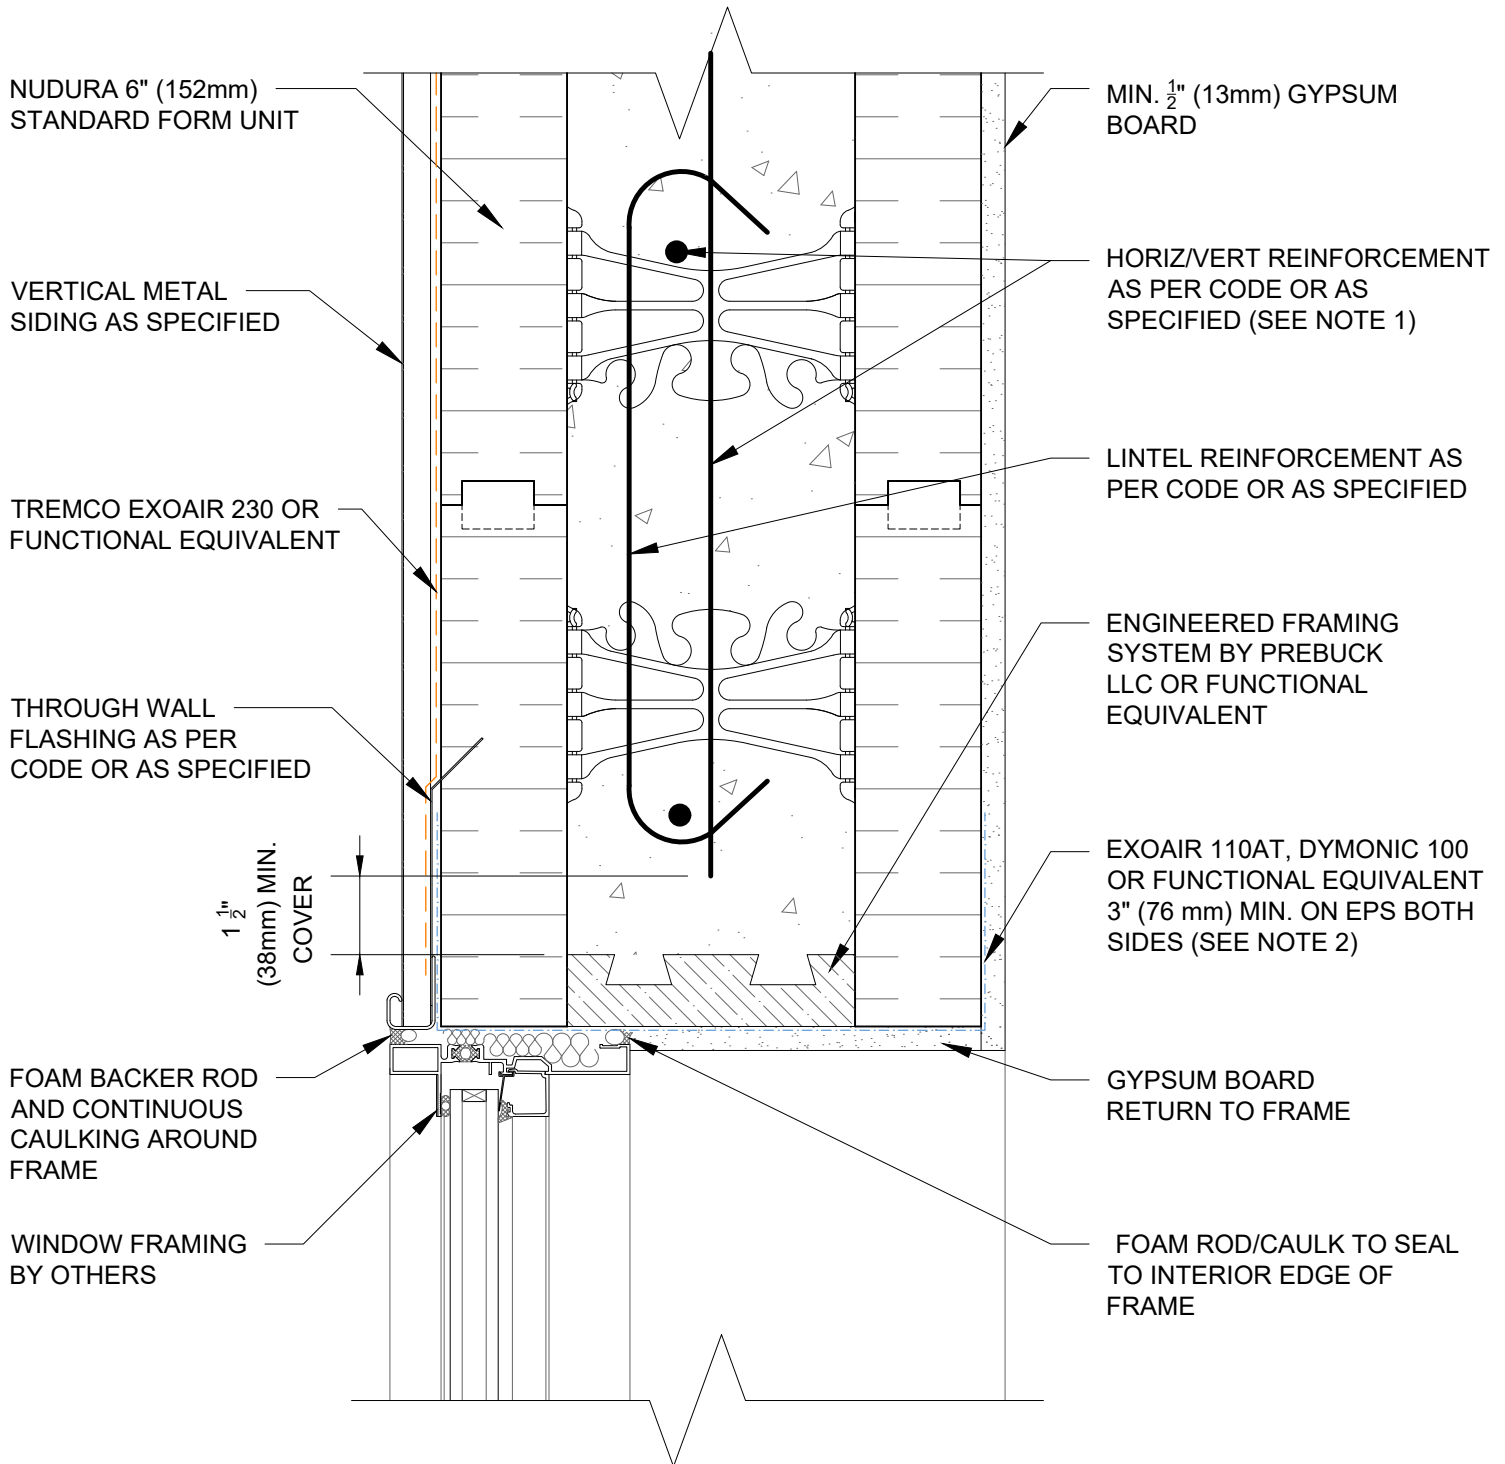 NUDURA 6" (152mm)
STANDARD FORM UNIT
VERTICAL METAL
SIDING AS SPECIFIED
TREMCO EXOAIR 230 OR
FUNCTIONAL EQUIVALENT
THROUGH WALL
FLASHING AS PER
CODE OR AS SPECIFIED
1 1/2"
(38mm) MIN.
COVER
FOAM BACKER ROD
AND CONTINUOUS
CAULKING AROUND
FRAME
WINDOW FRAMING
BY OTHERS
MIN. 1/2" (13mm) GYPSUM
BOARD
HORIZ/VERT REINFORCEMENT
AS PER CODE OR AS
SPECIFIED (SEE NOTE 1)
LINTEL REINFORCEMENT AS
PER CODE OR AS SPECIFIED
ENGINEERED FRAMING
SYSTEM BY PREBUCK
LLC OR FUNCTIONAL
EQUIVALENT
EXOAIR 110AT, DYMONIC 100
OR FUNCTIONAL EQUIVALENT
3" (76 mm) MIN. ON EPS BOTH
SIDES (SEE NOTE 2)
GYPSUM BOARD
RETURN TO FRAME
FOAM ROD/CAULK TO SEAL
TO INTERIOR EDGE OF
FRAME